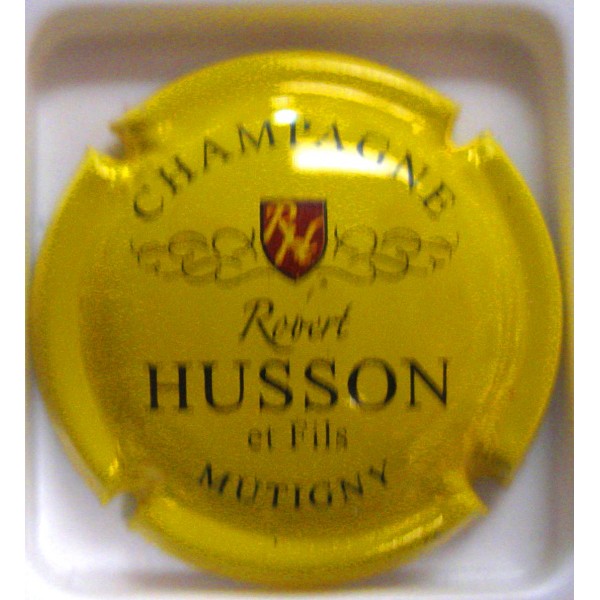 CHAMPAGNE
RH
Robert
HUSSON
et Fils
MUTIGNY